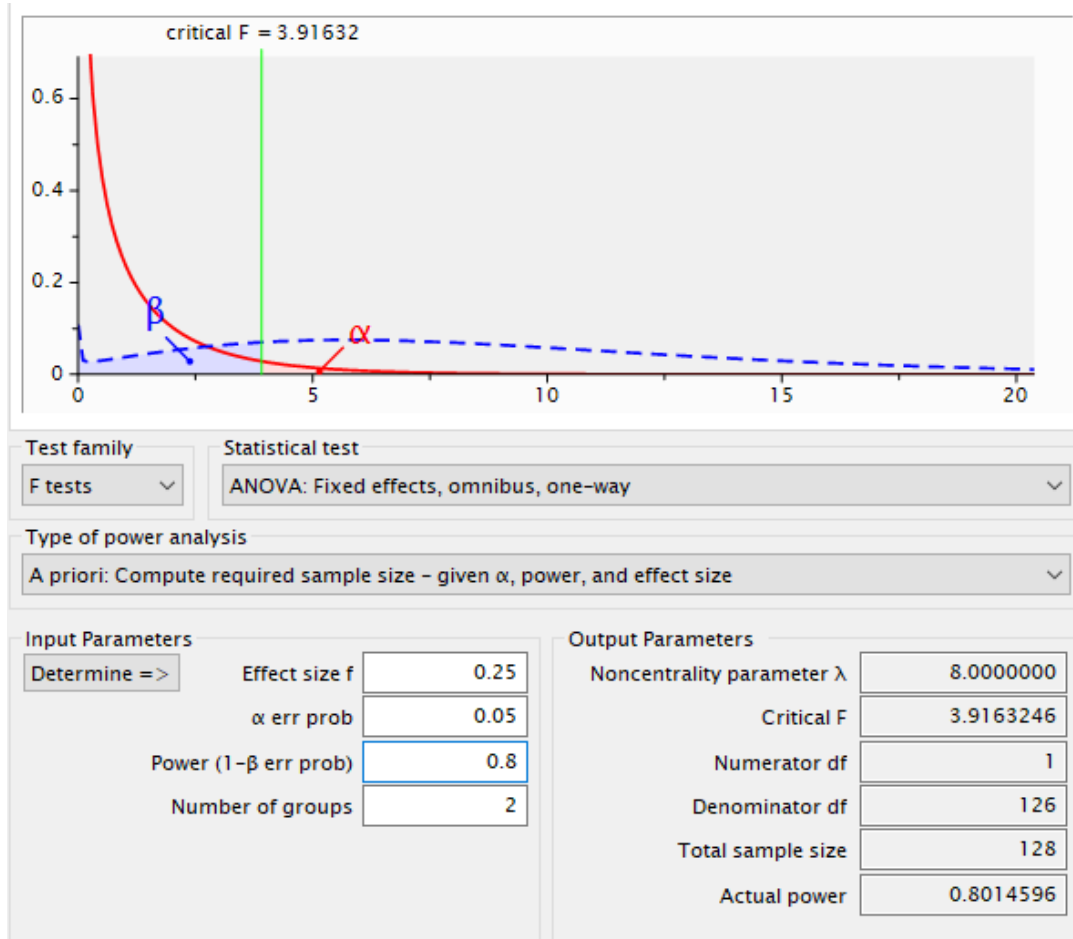 critical F = 3.91632
0.6
0.4
0.2
0
β
α
0 5 10 15 20
Test family
Statistical test
F tests
ANOVA: Fixed effects, omnibus, one-way
Type of power analysis
A priori: Compute required sample size - given α, power, and effect size
Input Parameters
Determine =>
Effect size f 0.25
α err prob 0.05
Power (1-β err prob) 0.8
Number of groups 2
Output Parameters
Noncentrality parameter λ 8.0000000
Critical F 3.9163246
Numerator df 1
Denominator df 126
Total sample size 128
Actual power 0.8014596